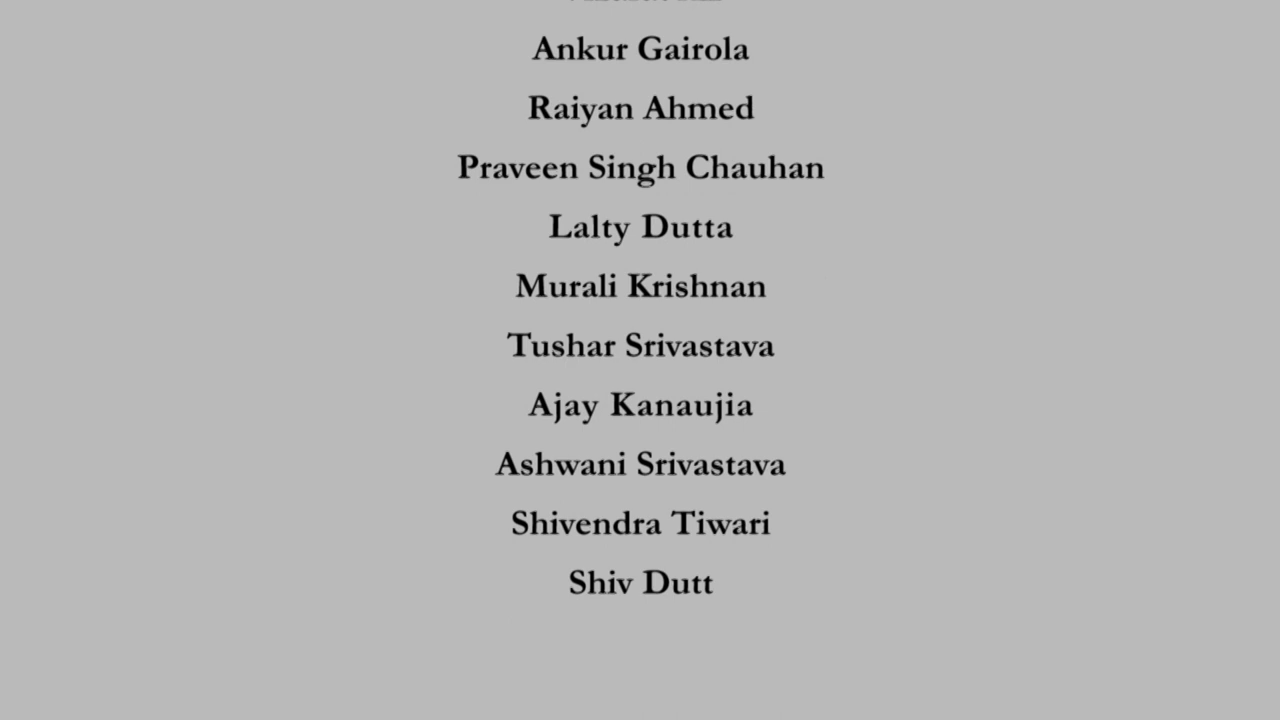 Ankur Gairola
Raiyan Ahmed
Praveen Singh Chauhan
Lalty Dutta
Murali Krishnan
Tushar Srivastava
Ajay Kanaujia
Ashwani Srivastava
Shivendra Tiwari
Shiv Dutt